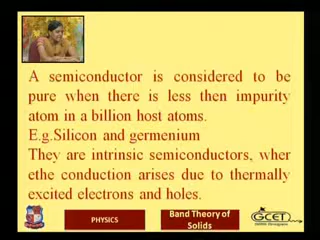 A semiconductor is considered to be
pure when there is less then impurity
atom in a billion host atoms.
E.g.Silicon and germenium
They are intrinsic semiconductors, wher
ethe conduction arises due to thermally
excited electrons and holes.
PHYSICS
Band Theory of
Solids
GCET